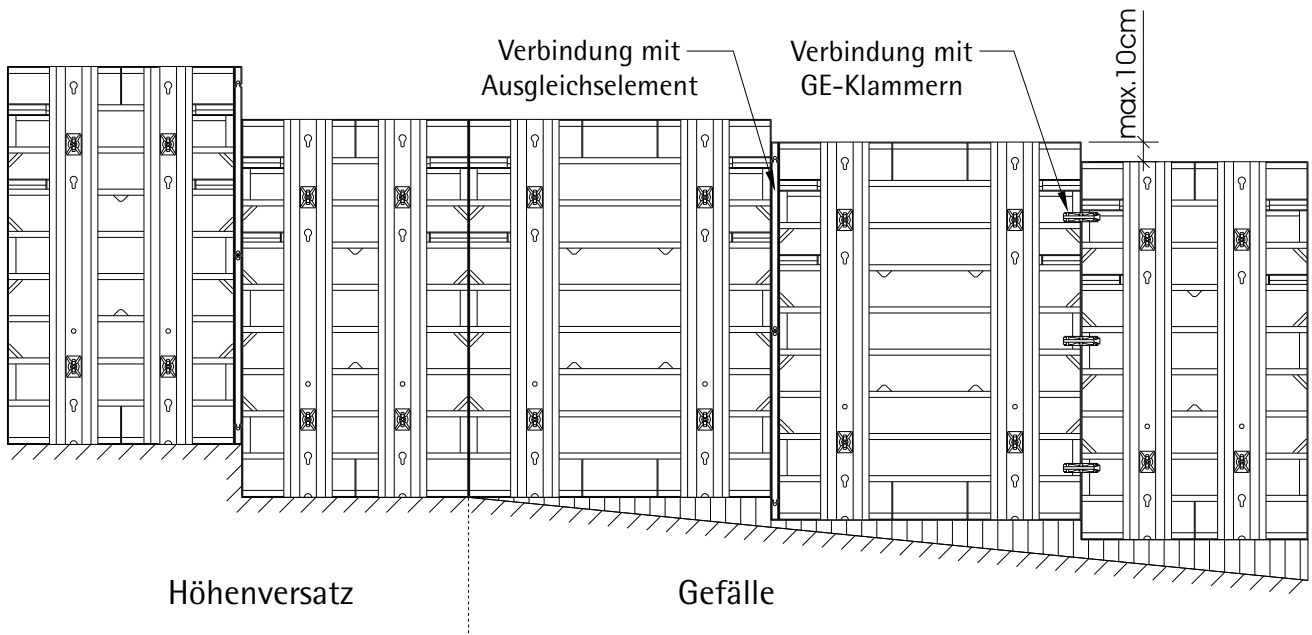 Verbindung mit
Ausgleichselement
Verbindung mit
GE-Klammern
max.10cm
Höhenversatz
Gefälle